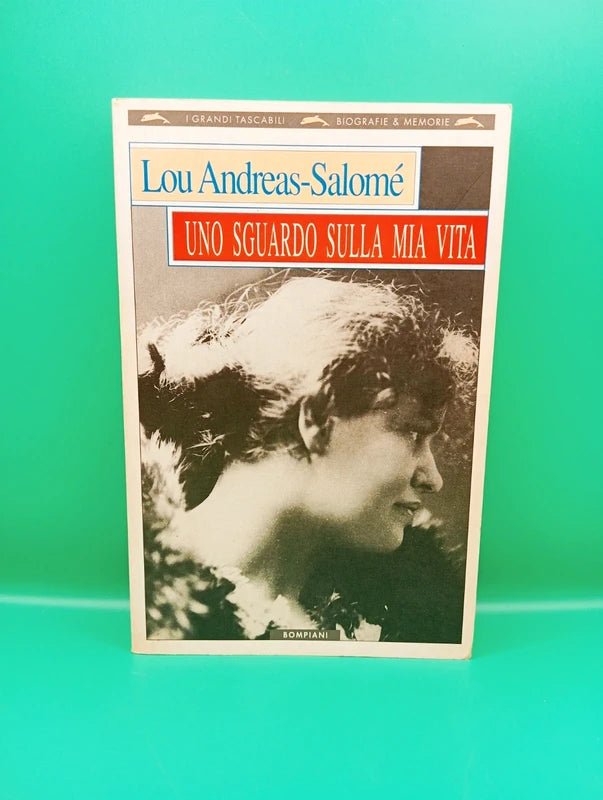 I GRANDI TASCABILI BIOGRAFIE & MEMORIE
Lou Andreas-Salomé
UNO SGUARDO SULLA MIA VITA
BOMPIANI